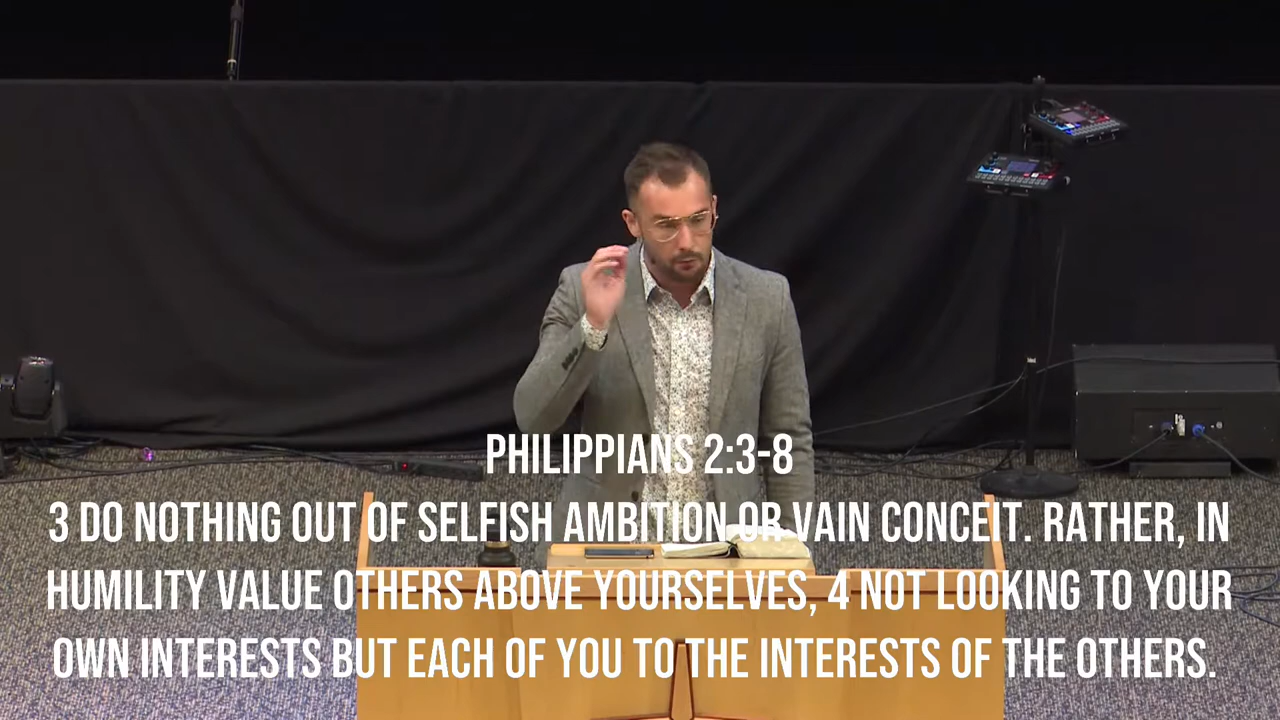 PHILIPPIANS 2:3-8
3 DO NOTHING OUT OF SELFISH AMBITION OR VAIN CONCEIT. RATHER, IN
HUMILITY VALUE OTHERS ABOVE YOURSELVES, 4 NOT LOOKING TO YOUR
OWN INTERESTS BUT EACH OF YOU TO THE INTERESTS OF THE OTHERS.